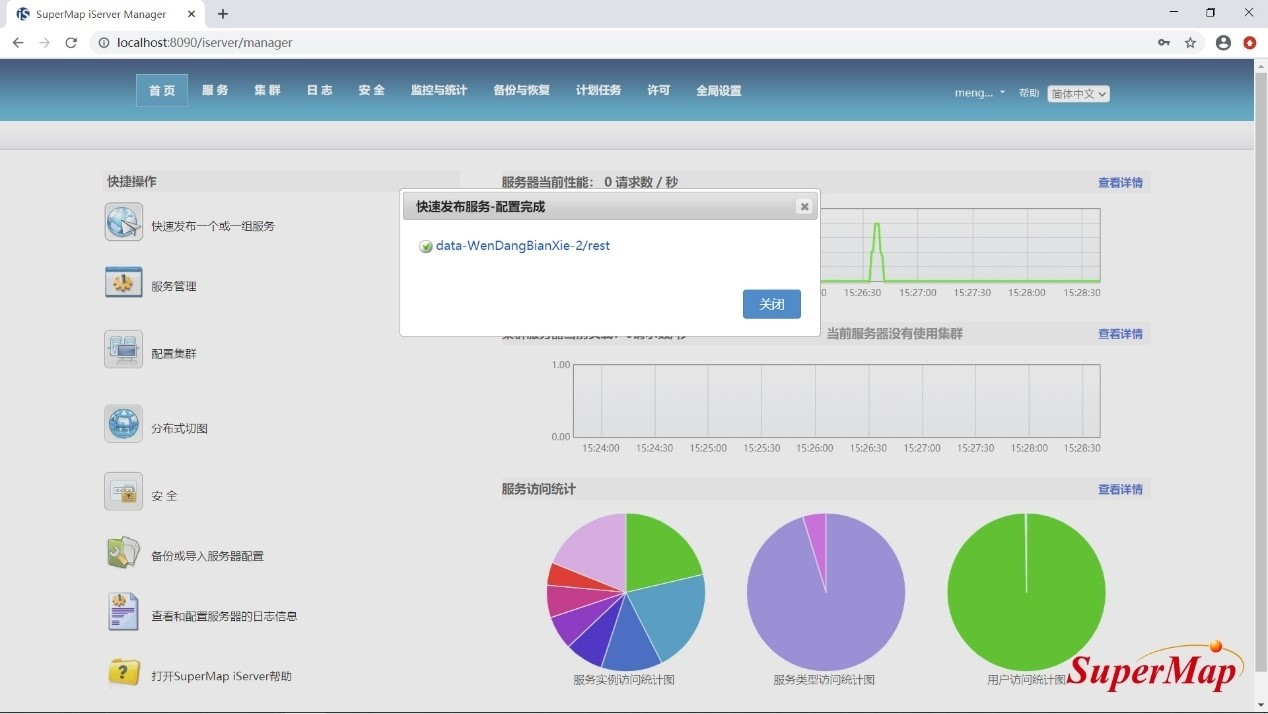 SuperMap iServer Manager
localhost:8090/iserver/manager
首 页 服 务 集 群 日 志 安 全 监控与统计 备份与恢复 计划任务 许可 全局设置 meng... 帮助 简体中文
快捷操作
快速发布一个或一组服务
服务管理
配置集群
分布式切图
安 全
备份或导入服务器配置
查看和配置服务器的日志信息
打开SuperMap iServer帮助
服务器当前性能： 0 请求数 / 秒 查看详情
快速发布服务-配置完成
data-WenDangBianXie-2/rest
关闭
15:26:30 15:27:00 15:27:30 15:28:00 15:28:30
当前服务器没有使用集群 查看详情
1.00
0.00
15:24:00 15:24:30 15:25:00 15:25:30 15:26:00 15:26:30 15:27:00 15:27:30 15:28:00 15:28:30
服务访问统计 查看详情
服务实例访问统计图 服务类型访问统计图 用户访问统计图
SuperMap